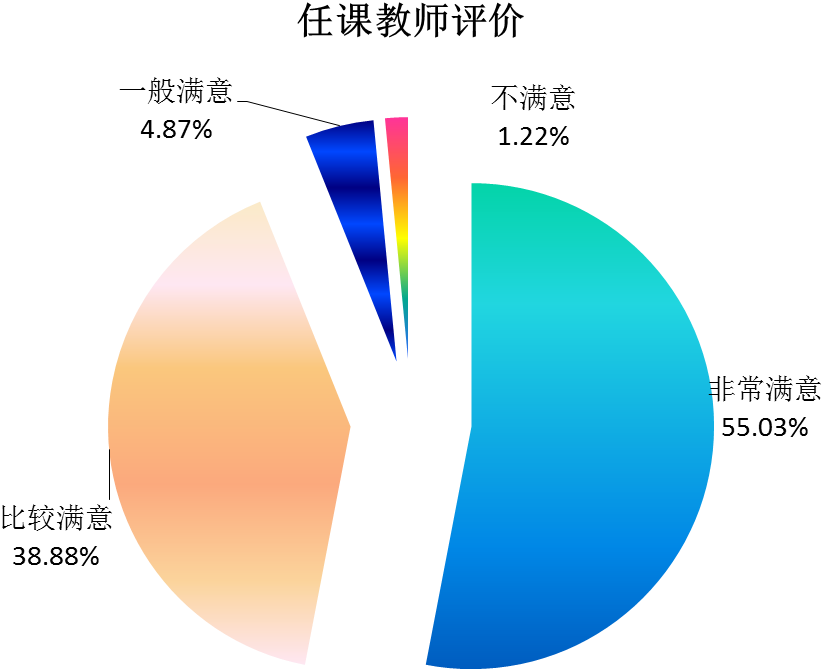 任课教师评价
一般满意
4.87%
不满意
1.22%
非常满意
55.03%
比较满意
38.88%